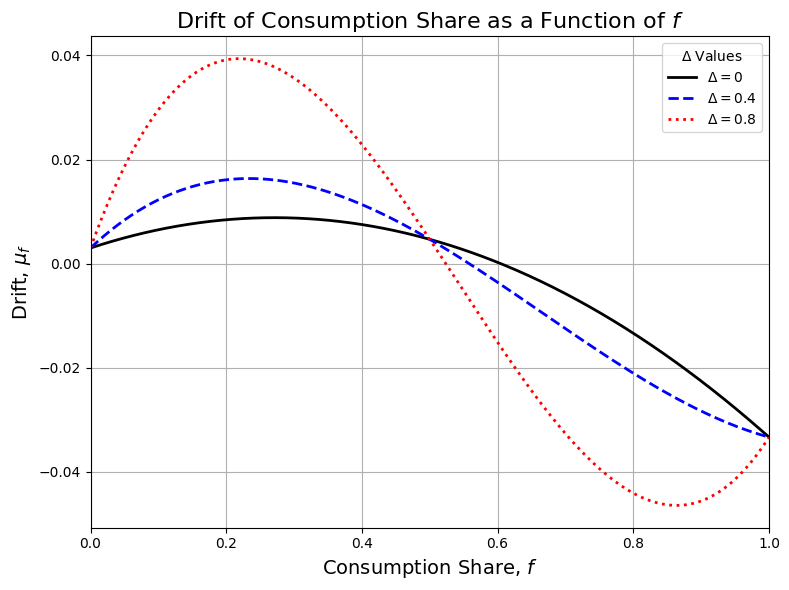 Drift of Consumption Share as a Function of f
Δ Values
Δ = 0
Δ = 0.4
Δ = 0.8
0.04
0.02
0.00
−0.02
−0.04
Drift, μ_f
0.0 0.2 0.4 0.6 0.8 1.0
Consumption Share, f